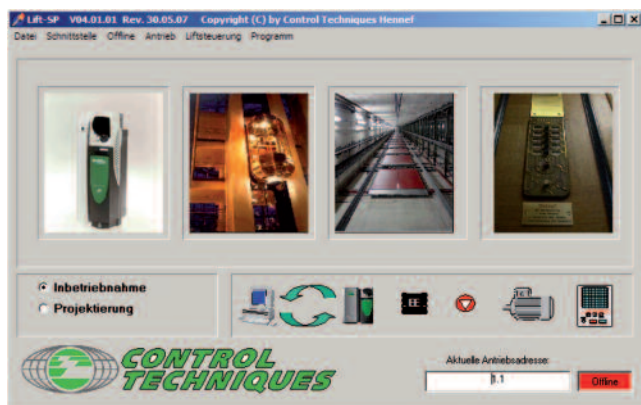 Lift-SP V04.01.01 Rev. 30.05.07 Copyright (C) by Control Techniques Hennef
Datei Schnittstelle Offline Antrieb Liftsteuerung Programm
Inbetriebnahme
Projektierung
EE
CONTROL
TECHNIQUES
Aktuelle Antriebsadresse:
1.1
Offline